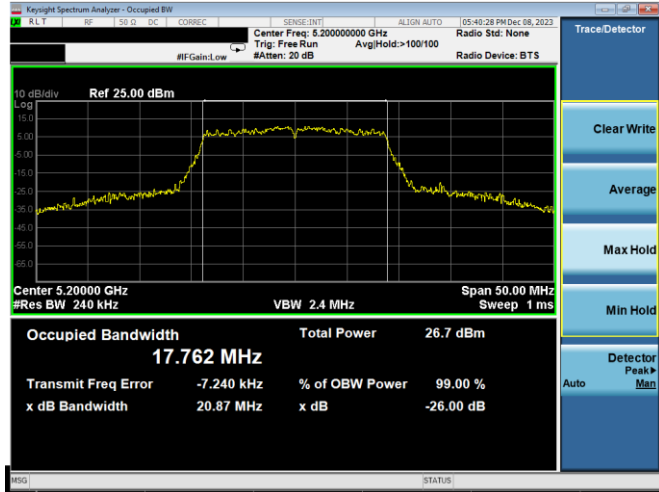 Keysight Spectrum Analyzer - Occupied BW
RLT RF 50 Ω DC CORREC SENSE:INT ALIGN AUTO 05:40:28 PM Dec 08, 2023
Center Freq: 5.200000000 GHz Radio Std: None
Trig: Free Run Avg|Hold:>100/100
#IFGain:Low #Atten: 20 dB Radio Device: BTS
Trace/Detector
10 dB/div Ref 25.00 dBm
Log
15.0
5.00
-5.00
-15.0
-25.0
-35.0
-45.0
-55.0
-65.0
Center 5.20000 GHz Span 50.00 MHz
#Res BW 240 kHz VBW 2.4 MHz Sweep 1 ms
Occupied Bandwidth Total Power 26.7 dBm
17.762 MHz
Transmit Freq Error -7.240 kHz % of OBW Power 99.00 %
x dB Bandwidth 20.87 MHz x dB -26.00 dB
Clear Write
Average
Max Hold
Min Hold
Detector
Peak▶
Auto Man
MSG STATUS